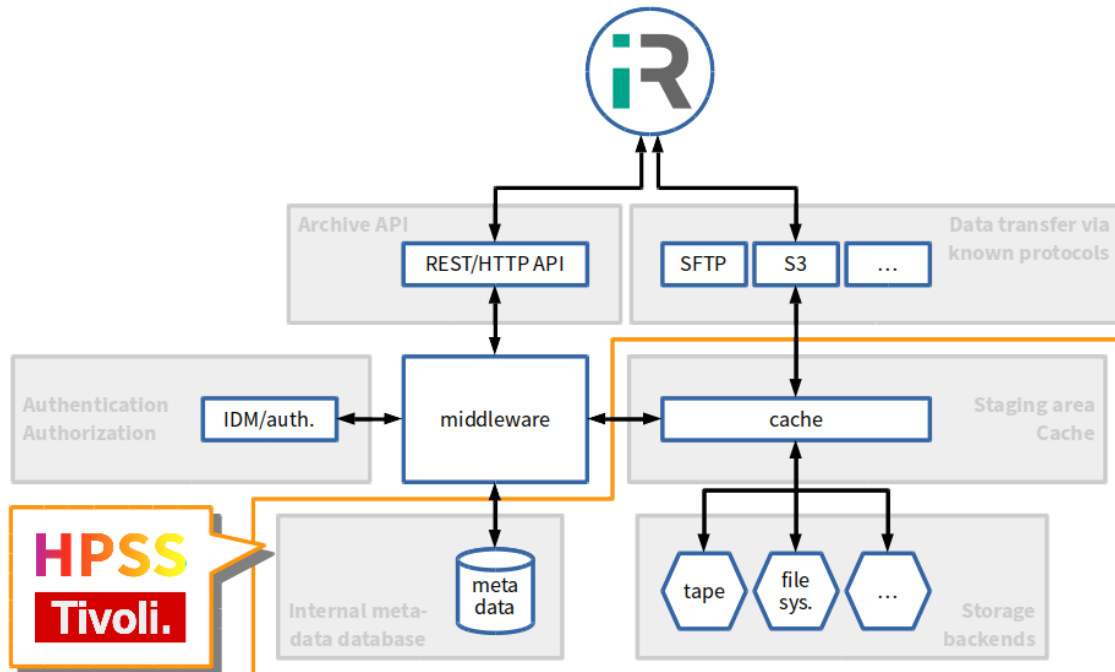 iR
Archive API
REST/HTTP API
Data transfer via
known protocols
SFTP
S3
...
Authentication
Authorization
IDM/auth.
middleware
cache
Staging area
Cache
HPSS
Tivoli.
Internal meta-
data database
meta
data
tape
file
sys.
...
Storage
backends